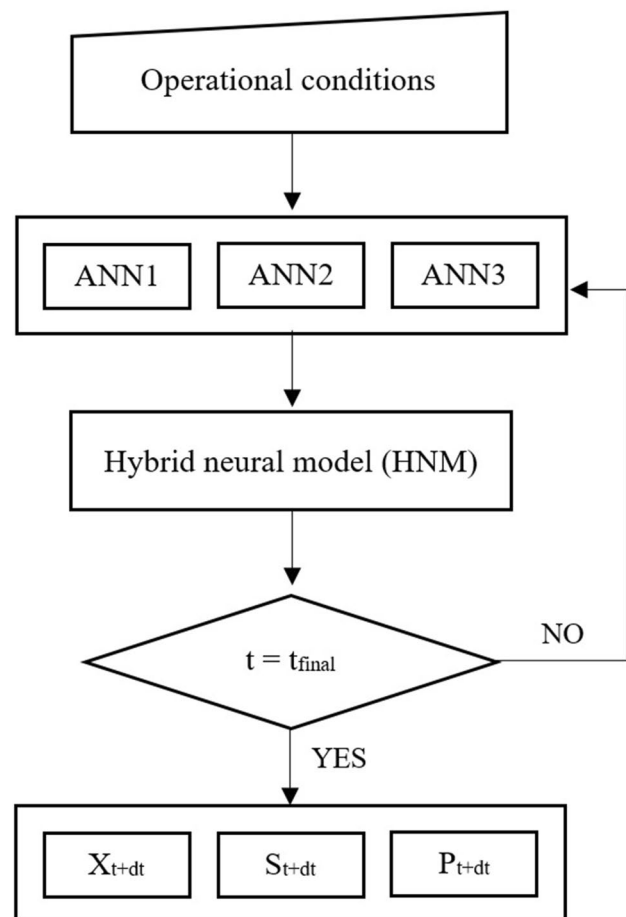 Operational conditions
ANN1 ANN2 ANN3
Hybrid neural model (HNM)
t = tfinal
NO
YES
Xt+dt St+dt Pt+dt